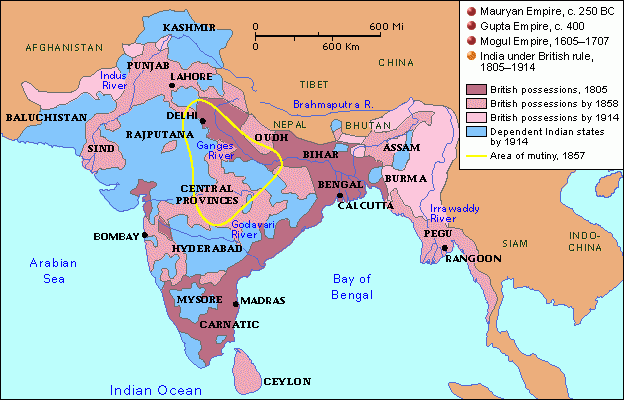 Mauryan Empire, c. 250 BC
Gupta Empire, c. 400
Mogul Empire, 1605–1707
India under British rule,
1805–1914
British possessions, 1805
British possessions by 1858
British possessions by 1914
Dependent Indian states
by 1914
Area of mutiny, 1857
0 600 Mi
0 600 Km
KASHMIR
AFGHANISTAN
PUNJAB
CHINA
Indus
River
LAHORE
TIBET
Brahmaputra R.
BALUCHISTAN
DELHI
NEPAL
BHUTAN
RAJPUTANA
OUDH
ASSAM
SIND
Ganges
River
BIHAR
CENTRAL
PROVINCES
BENGAL
BURMA
CALCUTTA
Irrawaddy
River
Godavari
River
BOMBAY
PEGU
INDO-
CHINA
HYDERABAD
SIAM
RANGOON
Arabian
Sea
Bay of
Bengal
MYSORE
MADRAS
CARNATIC
CEYLON
Indian Ocean